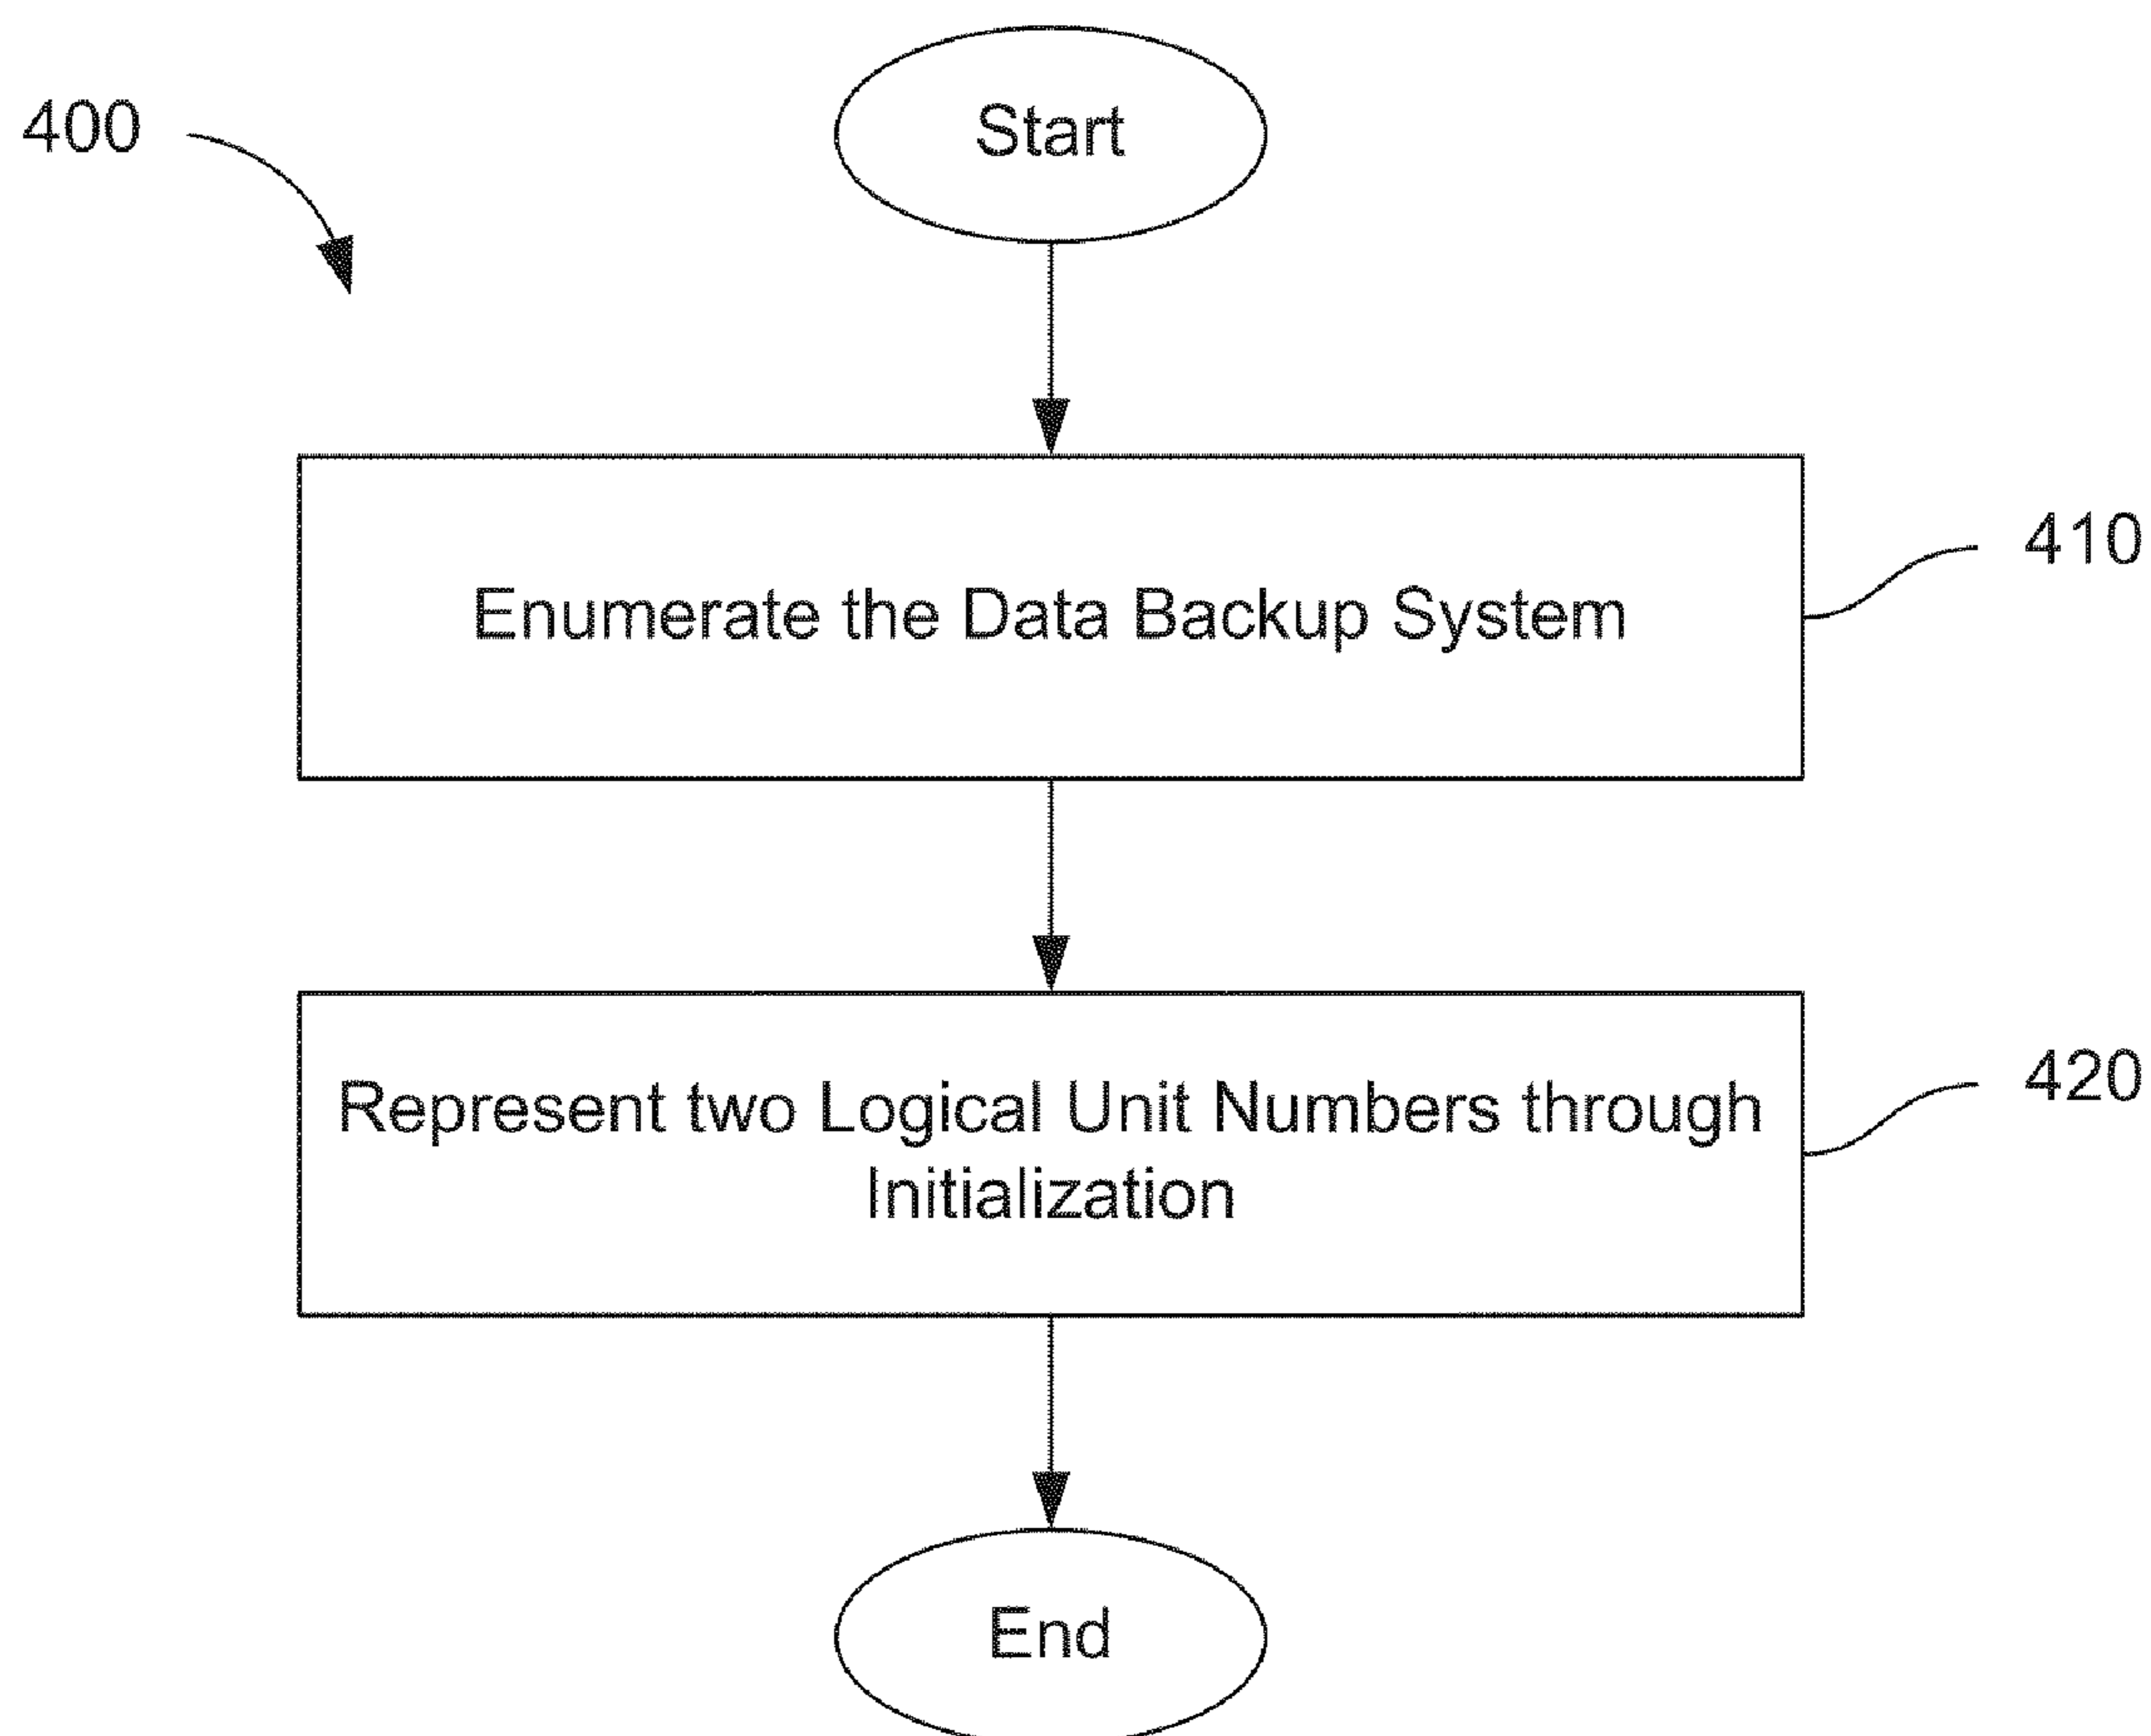 400
Start
410
Enumerate the Data Backup System
420
Represent two Logical Unit Numbers through
Initialization
End